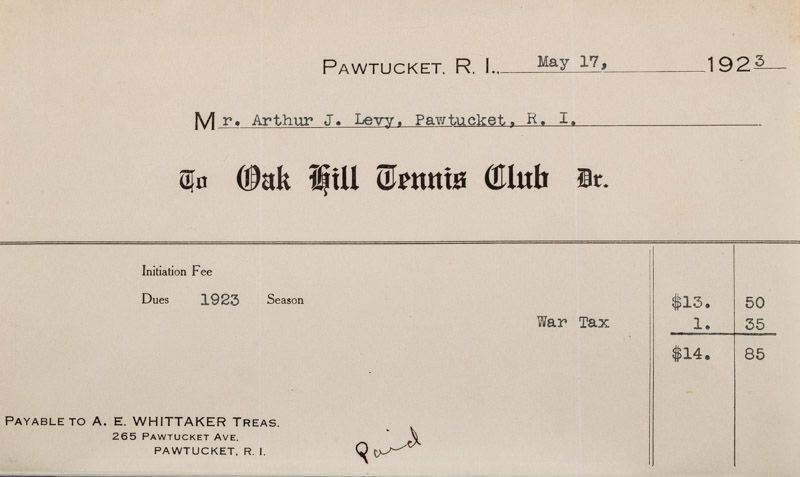 PAWTUCKET, R. I., May 17, 1923
Mr. Arthur J. Levy, Pawtucket, R. I.
To Oak Hill Tennis Club Dr.
Initiation Fee
Dues 1923 Season $13. 50
War Tax 1. 35
$14. 85
PAYABLE TO A. E. WHITTAKER TREAS.
265 PAWTUCKET AVE.
PAWTUCKET, R. I.
Paid